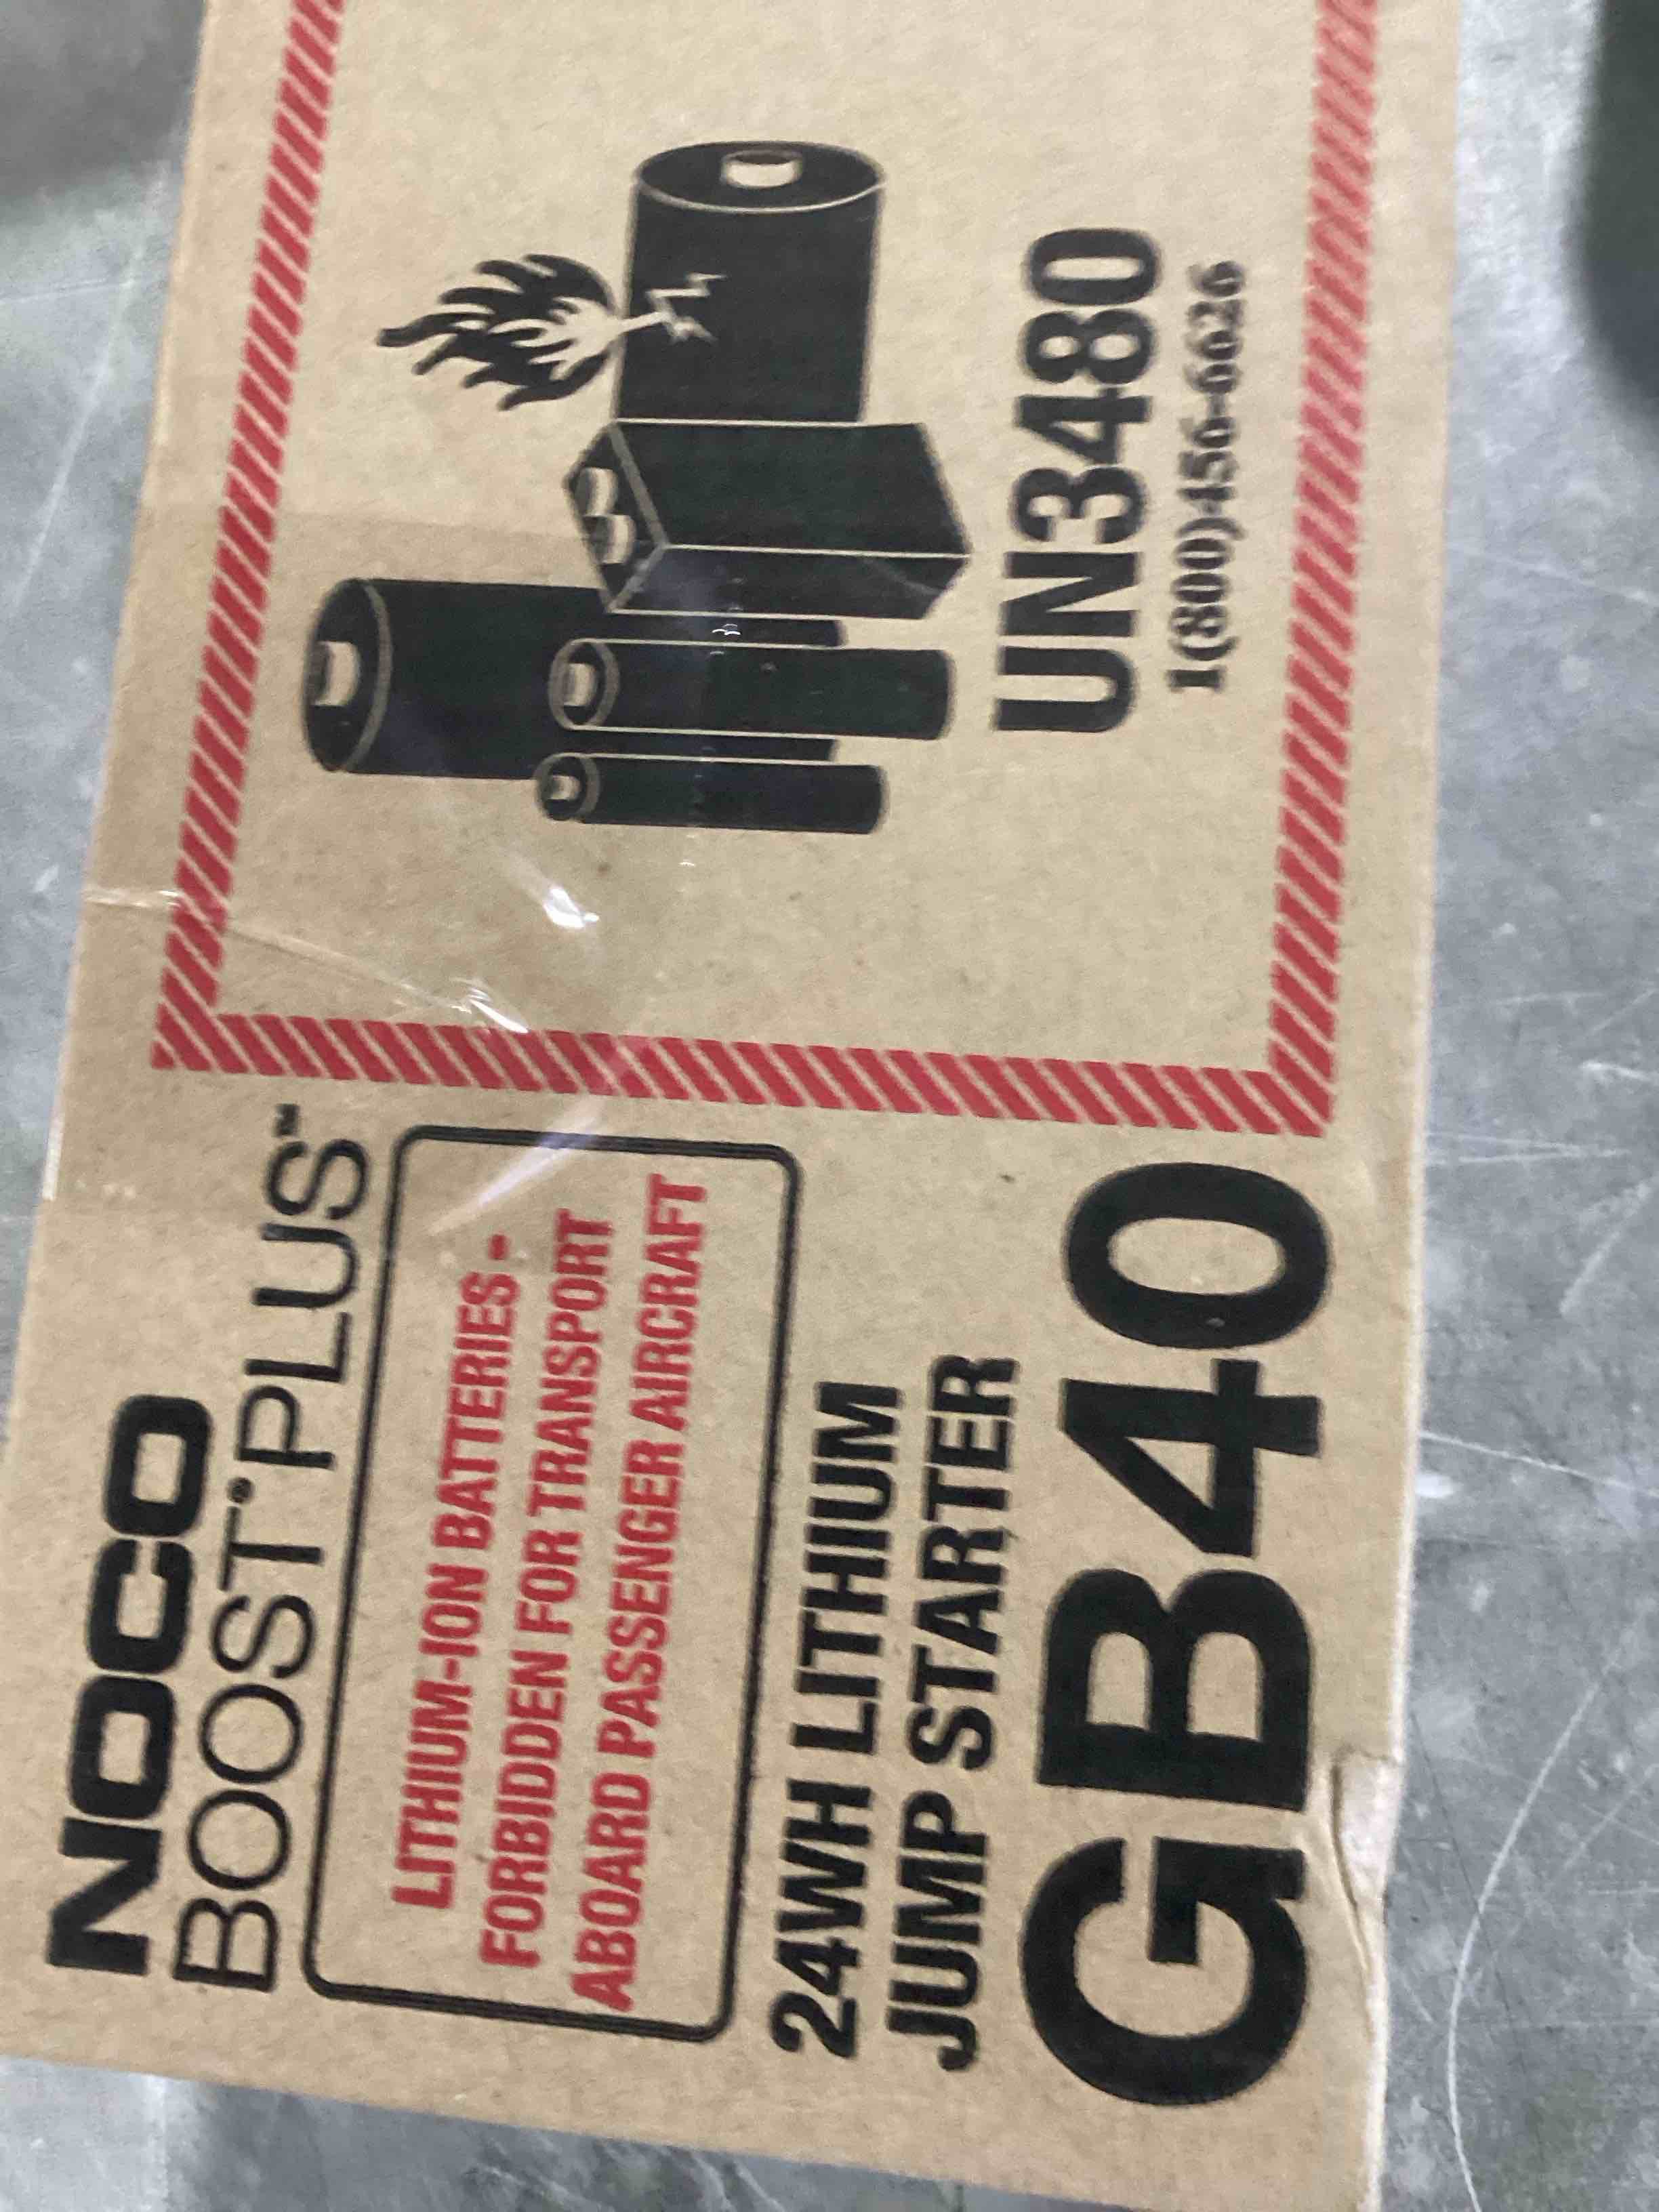 NOCO
BOOST® PLUS™
LITHIUM-ION BATTERIES -
FORBIDDEN FOR TRANSPORT
ABOARD PASSENGER AIRCRAFT
24WH LITHIUM
JUMP STARTER
GB40
UN3480
1(800)456-6626